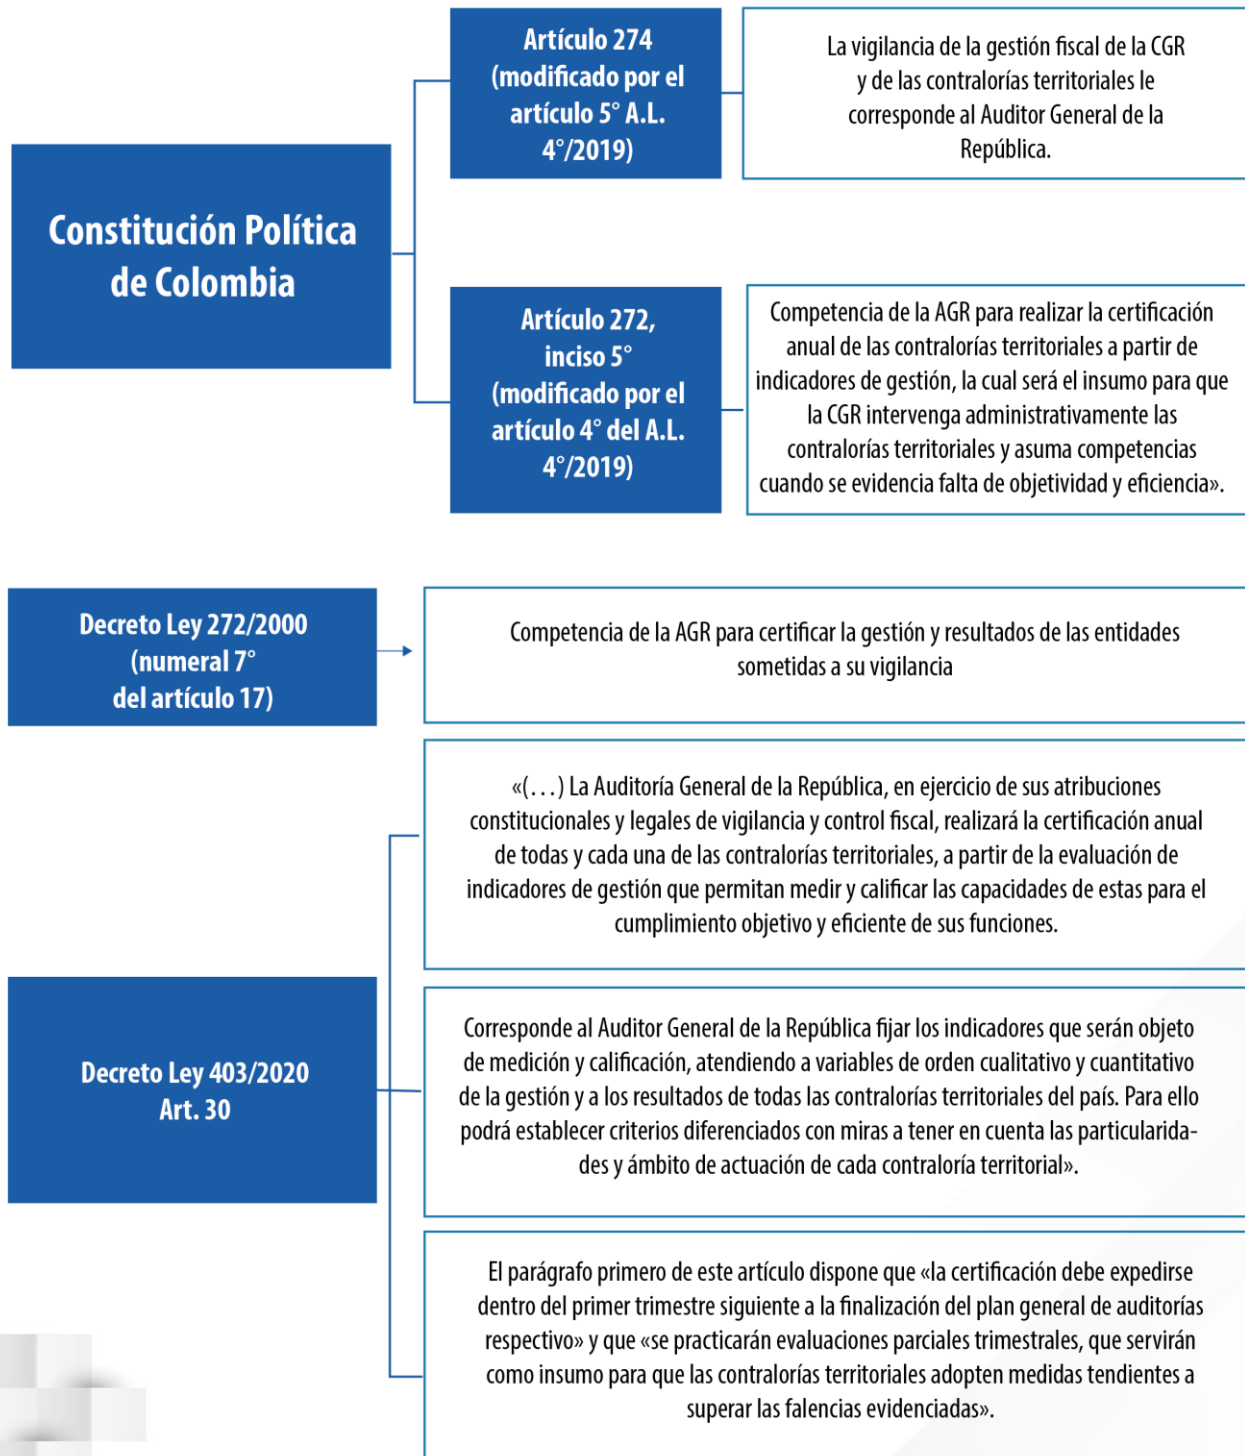 Constitución Política
de Colombia
Artículo 274
(modificado por el
artículo 5° A.L.
4°/2019)
La vigilancia de la gestión fiscal de la CGR
y de las contralorías territoriales le
corresponde al Auditor General de la
República.
Artículo 272,
inciso 5°
(modificado por el
artículo 4° del A.L.
4°/2019)
Competencia de la AGR para realizar la certificación
anual de las contralorías territoriales a partir de
indicadores de gestión, la cual será el insumo para que
la CGR intervenga administrativamente las
contralorías territoriales y asuma competencias
cuando se evidencia falta de objetividad y eficiencia».
Decreto Ley 272/2000
(numeral 7°
del artículo 17)
Competencia de la AGR para certificar la gestión y resultados de las entidades
sometidas a su vigilancia
Decreto Ley 403/2020
Art. 30
«(…) La Auditoría General de la República, en ejercicio de sus atribuciones
constitucionales y legales de vigilancia y control fiscal, realizará la certificación anual
de todas y cada una de las contralorías territoriales, a partir de la evaluación de
indicadores de gestión que permitan medir y calificar las capacidades de estas para el
cumplimiento objetivo y eficiente de sus funciones.
Corresponde al Auditor General de la República fijar los indicadores que serán objeto
de medición y calificación, atendiendo a variables de orden cualitativo y cuantitativo
de la gestión y a los resultados de todas las contralorías territoriales del país. Para ello
podrá establecer criterios diferenciados con miras a tener en cuenta las particularida-
des y ámbito de actuación de cada contraloría territorial».
El parágrafo primero de este artículo dispone que «la certificación debe expedirse
dentro del primer trimestre siguiente a la finalización del plan general de auditorías
respectivo» y que «se practicarán evaluaciones parciales trimestrales, que servirán
como insumo para que las contralorías territoriales adopten medidas tendientes a
superar las falencias evidenciadas».